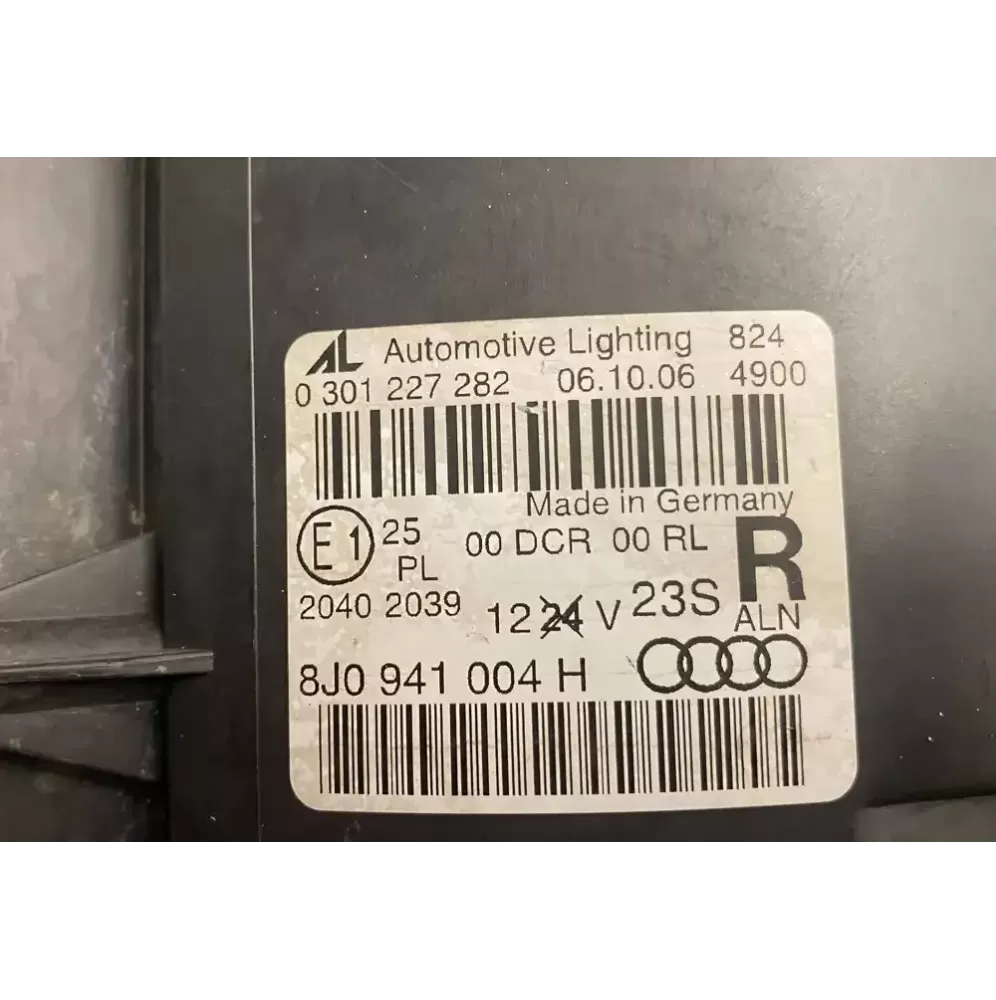 AL Automotive Lighting 824
0 301 227 282 06.10.06 4900
Made in Germany
E1 25 00 DCR 00 RL R
PL
2040 2039 12 24 V 23S ALN
8J0 941 004 H